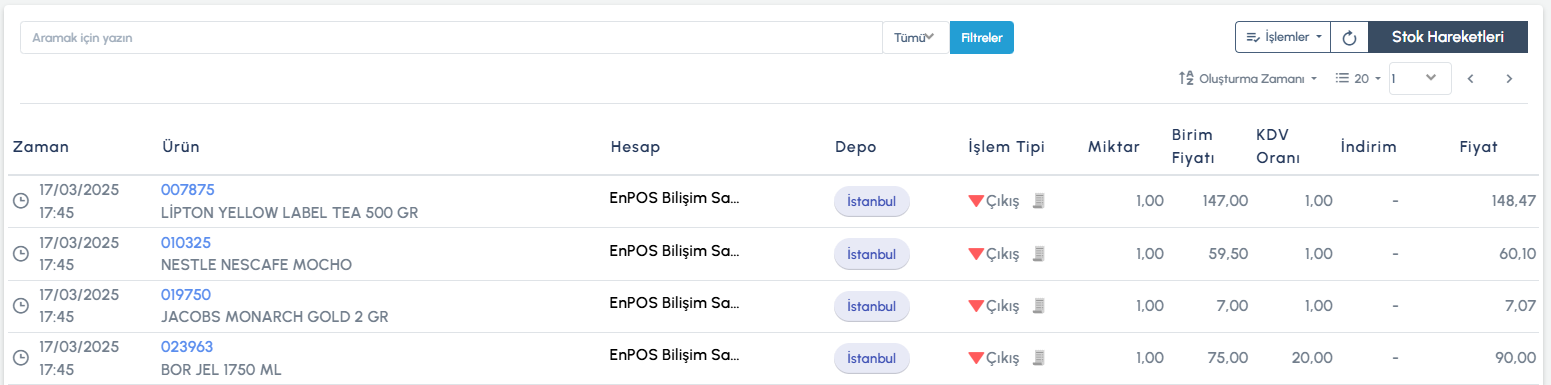 Aramak için yazın Tümü Filtreler İşlemler Stok Hareketleri
Oluşturma Zamanı 20 1
Zaman Ürün Hesap Depo İşlem Tipi Miktar Birim Fiyatı KDV Oranı İndirim Fiyat
17/03/2025 007875 EnPOS Bilişim Sa... İstanbul Çıkış 1,00 147,00 1,00 - 148,47
17:45 LİPTON YELLOW LABEL TEA 500 GR
17/03/2025 010325 EnPOS Bilişim Sa... İstanbul Çıkış 1,00 59,50 1,00 - 60,10
17:45 NESTLE NESCAFE MOCHO
17/03/2025 019750 EnPOS Bilişim Sa... İstanbul Çıkış 1,00 7,00 1,00 - 7,07
17:45 JACOBS MONARCH GOLD 2 GR
17/03/2025 023963 EnPOS Bilişim Sa... İstanbul Çıkış 1,00 75,00 20,00 - 90,00
17:45 BOR JEL 1750 ML